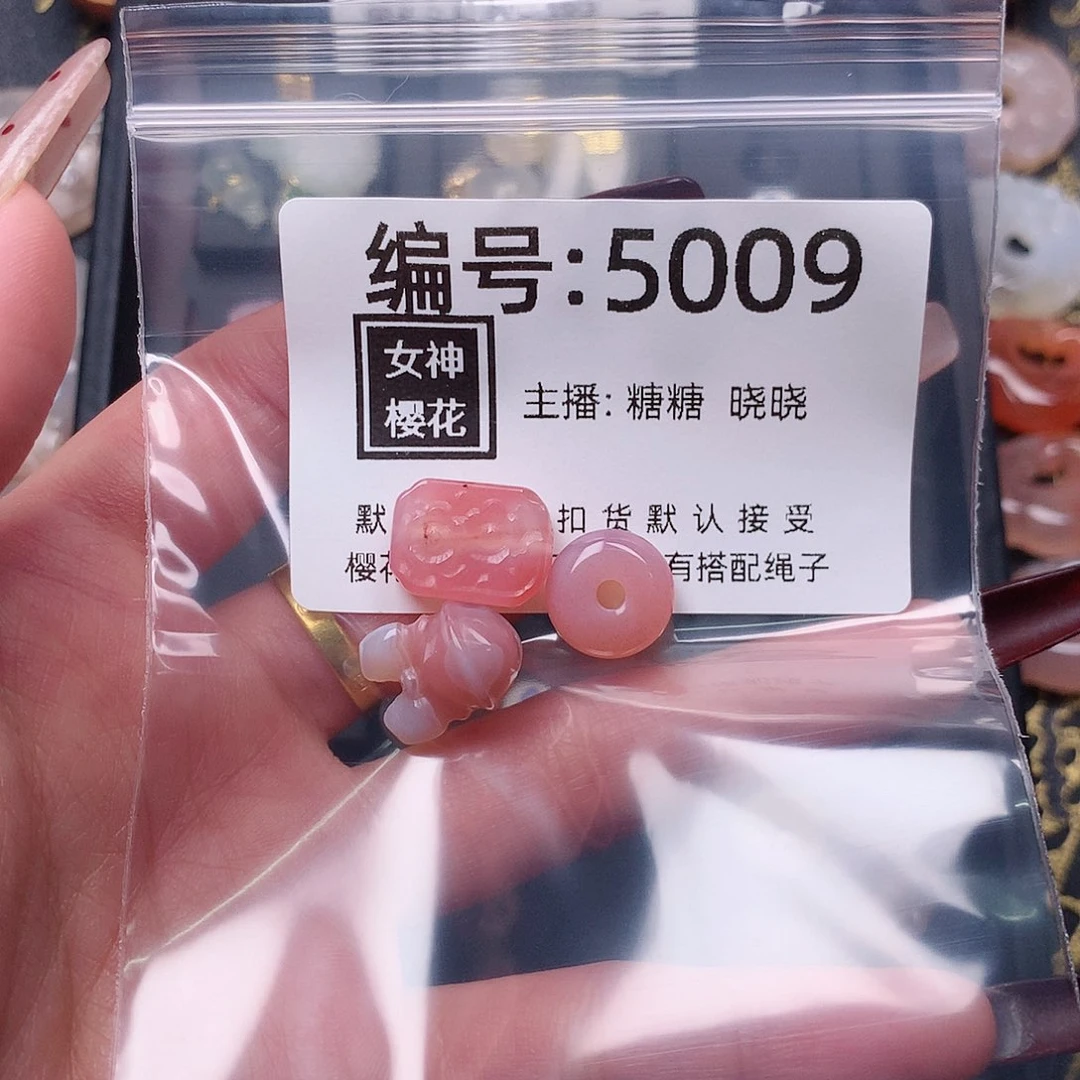 编号:5009
女神
樱花
主播: 糖糖 晓晓
默 扣货默认接受
樱花 有搭配绳子